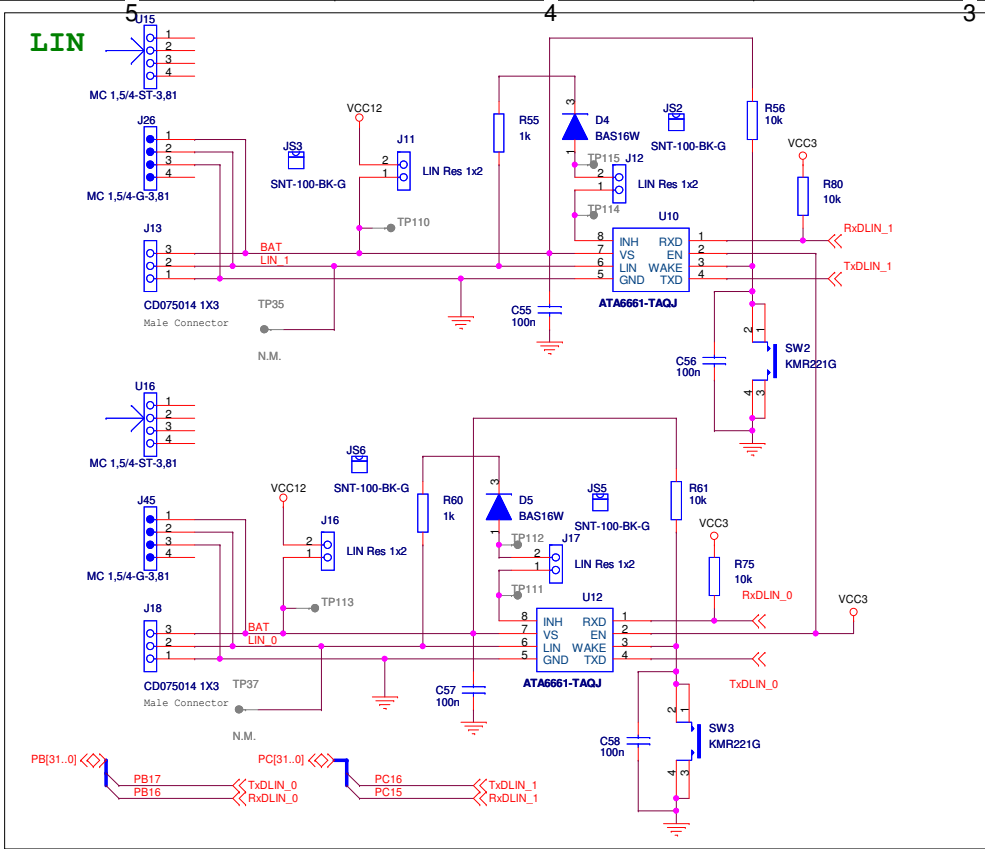 5
4
3
LIN
U15
1
2
3
4
MC 1,5/4-ST-3,81
J26
1
2
3
4
MC 1,5/4-G-3,81
JS3
SNT-100-BK-G
VCC12
J11
2
1
LIN Res 1x2
TP110
R55
1k
3
D4
BAS16W
1
TP115
J12
2
1
LIN Res 1x2
TP114
JS2
SNT-100-BK-G
R56
10k
VCC3
R80
10k
J13
3
2
1
BAT
LIN_1
CD075014 1X3
Male Connector
TP35
N.M.
U10
8 INH RXD 1
7 VS EN 2
6 LIN WAKE 3
5 GND TXD 4
ATA6661-TAQJ
RxDLIN_1
TxDLIN_1
C55
100n
C56
100n
2 1
SW2
KMR221G
4 3
U16
1
2
3
4
MC 1,5/4-ST-3,81
J45
1
2
3
4
MC 1,5/4-G-3,81
JS6
SNT-100-BK-G
VCC12
J16
2
1
LIN Res 1x2
TP113
R60
1k
3
D5
BAS16W
1
TP112
J17
2
1
LIN Res 1x2
TP111
JS5
SNT-100-BK-G
R61
10k
VCC3
R75
10k
RxDLIN_0
VCC3
J18
3
2
1
BAT
LIN_0
CD075014 1X3
Male Connector
TP37
N.M.
U12
8 INH RXD 1
7 VS EN 2
6 LIN WAKE 3
5 GND TXD 4
ATA6661-TAQJ
TxDLIN_0
C57
100n
C58
100n
2 1
SW3
KMR221G
4 3
PB[31..0]
PB17
TxDLIN_0
PB16
RxDLIN_0
PC[31..0]
PC16
TxDLIN_1
PC15
RxDLIN_1